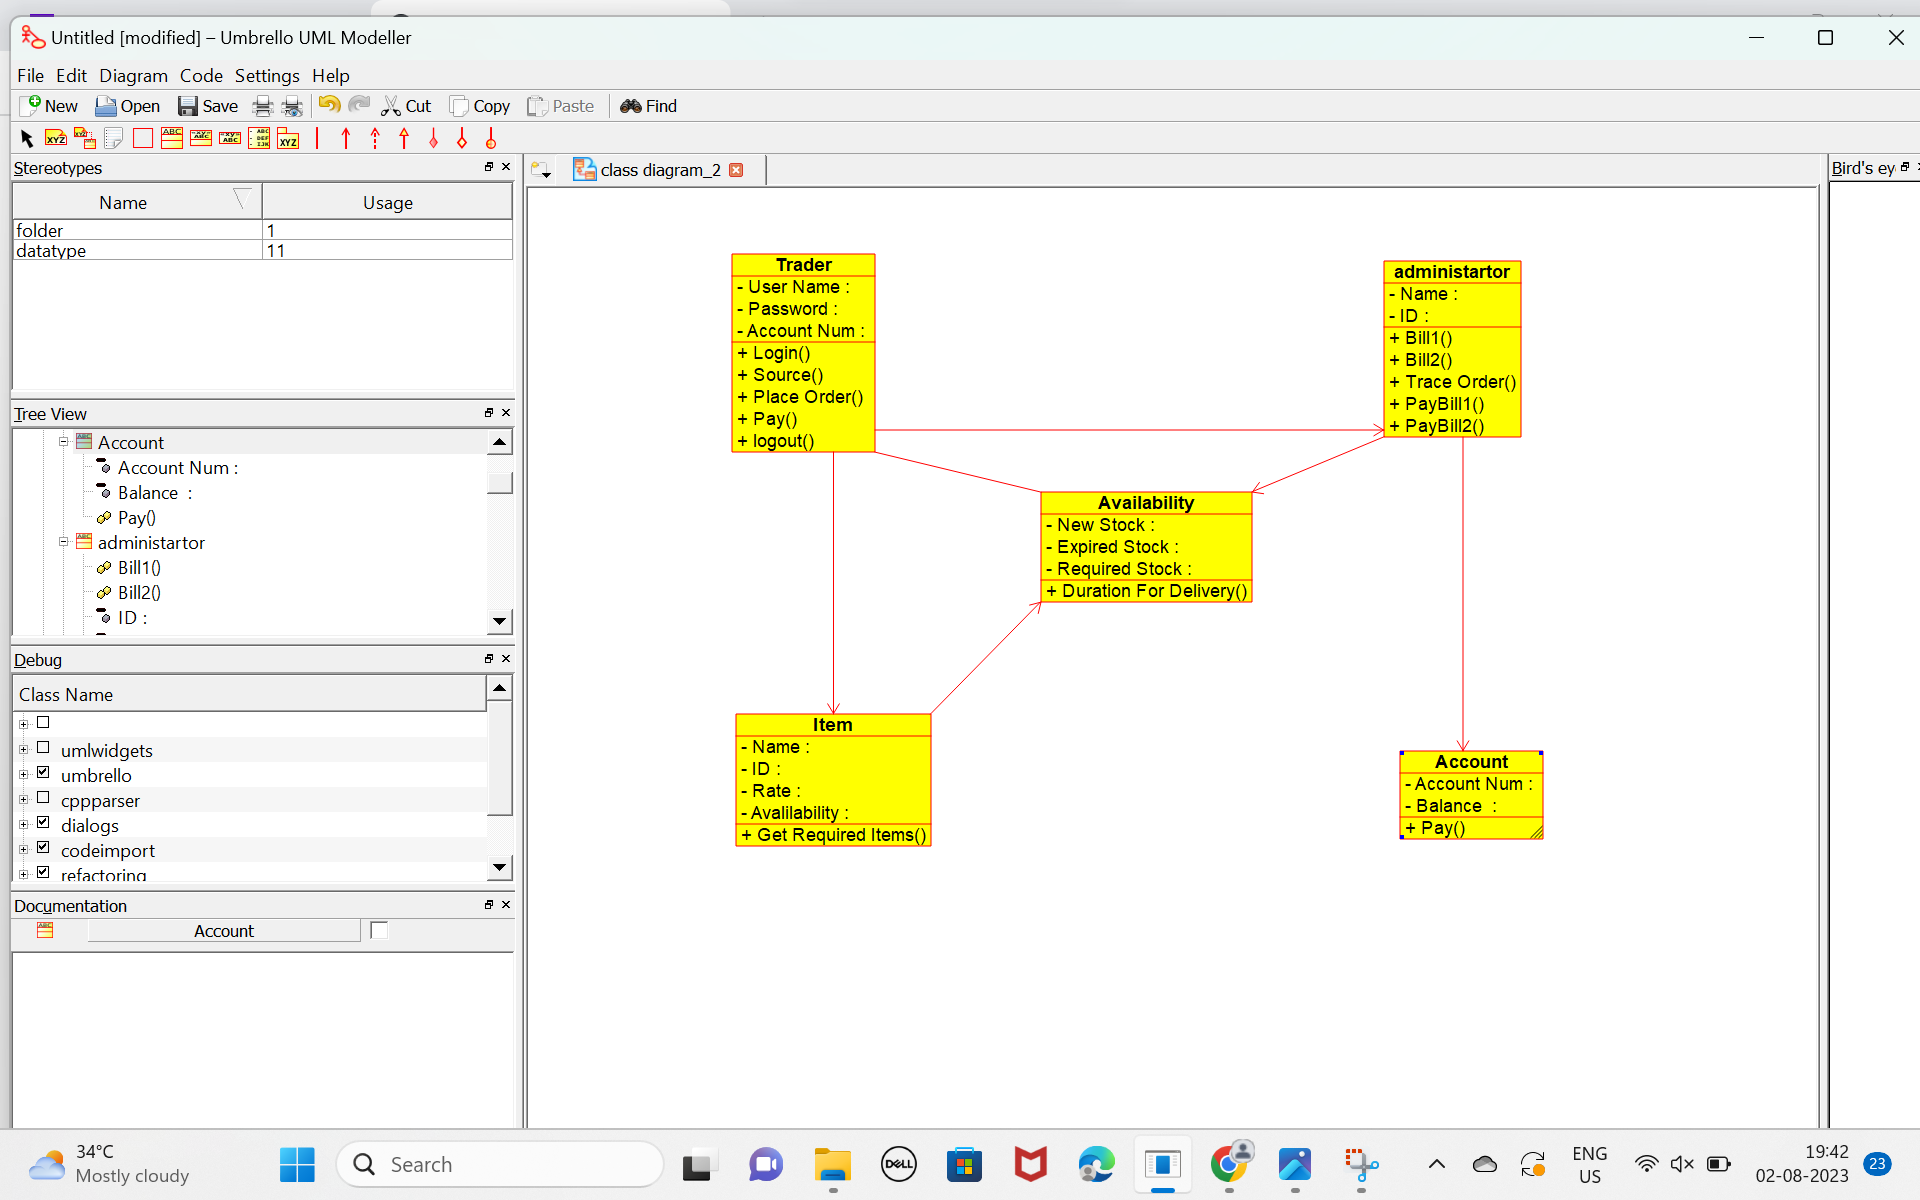 Untitled [modified] – Umbrello UML Modeller
File Edit Diagram Code Settings Help
New Open Save Cut Copy Paste Find
Stereotypes
Name Usage
folder 1
datatype 11
Tree View
Account
Account Num :
Balance :
Pay()
administartor
Bill1()
Bill2()
ID :
Debug
Class Name
umlwidgets
umbrello
cppparser
dialogs
codeimport
refactoring
Documentation
Account
class diagram_2
Bird's ey
Trader
- User Name :
- Password :
- Account Num :
+ Login()
+ Source()
+ Place Order()
+ Pay()
+ logout()
administartor
- Name :
- ID :
+ Bill1()
+ Bill2()
+ Trace Order()
+ PayBill1()
+ PayBill2()
Availability
- New Stock :
- Expired Stock :
- Required Stock :
+ Duration For Delivery()
Item
- Name :
- ID :
- Rate :
- Avalilability :
+ Get Required Items()
Account
- Account Num :
- Balance :
+ Pay()
34°C
Mostly cloudy
Search
DELL
ENG
US
19:42
02-08-2023
23